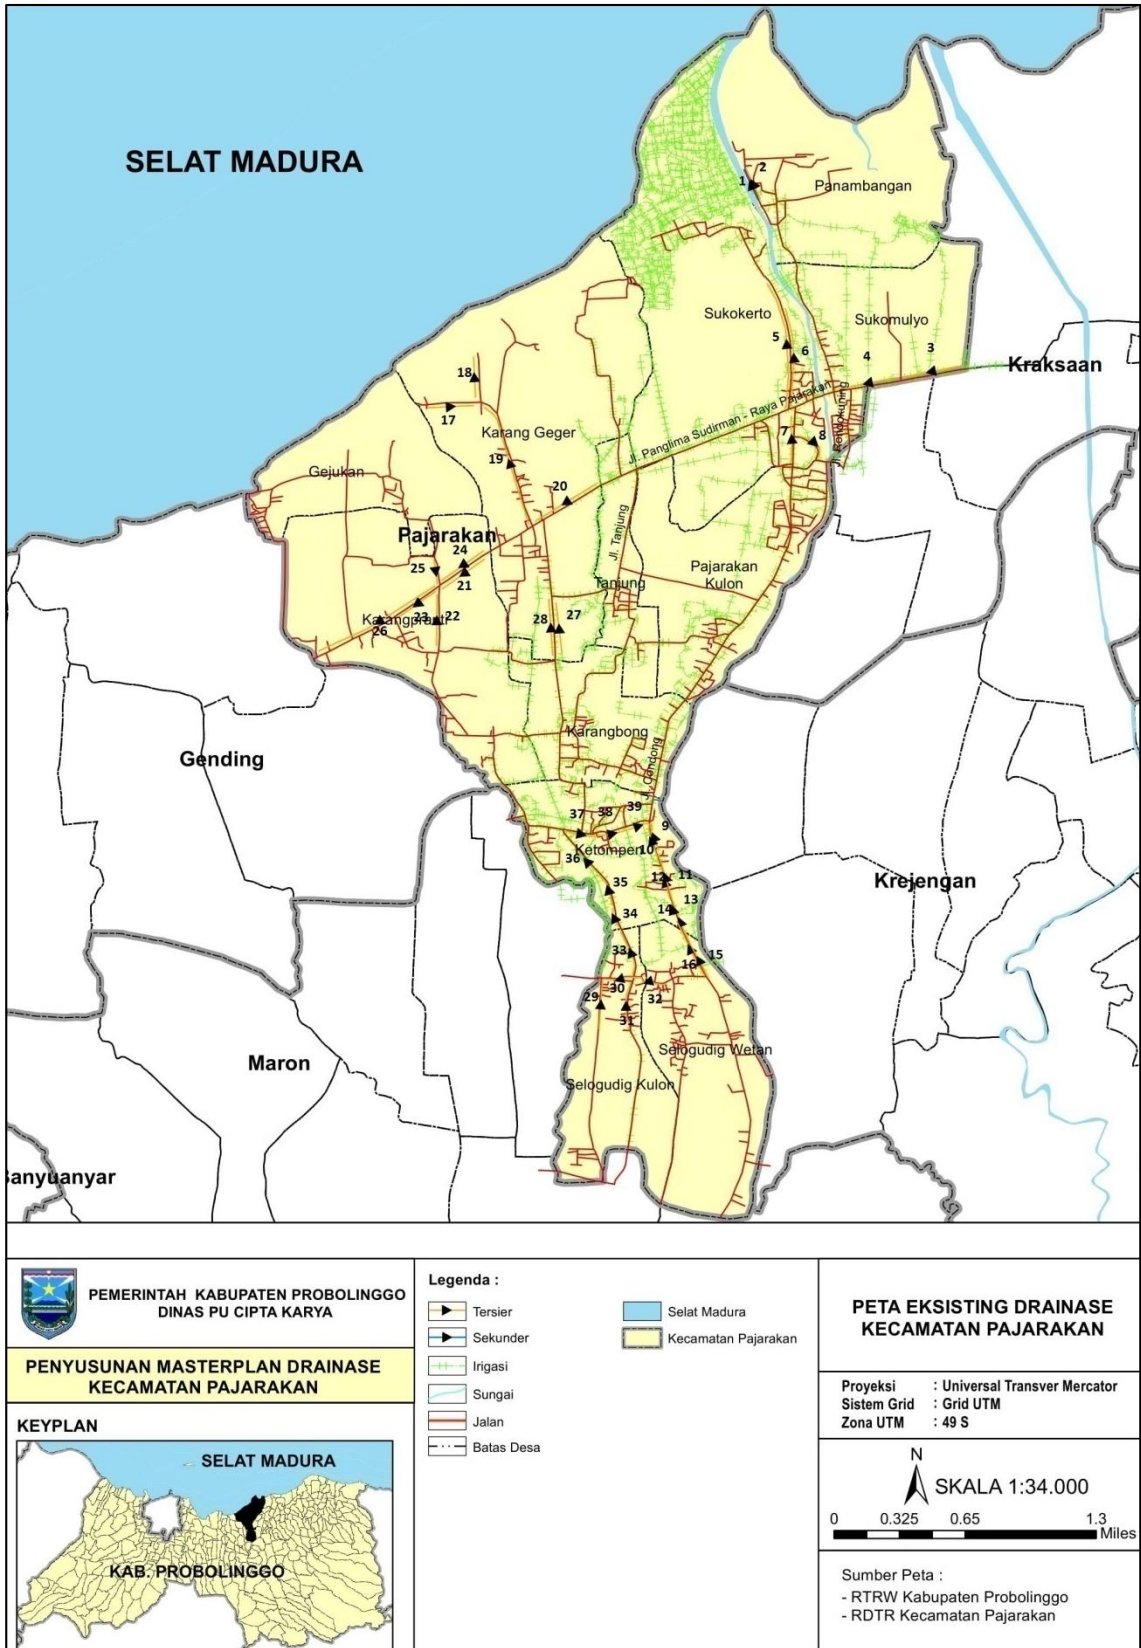 SELAT MADURA
2
1
Panambangan
Sukokerto
Sukomulyo
5
6
4
3
Kraksaan
18
17
Karang Geger
Jl. Panglima Sudirman - Raya Pajarakan
7
8
19
Gejukan
20
Pajarakan
Jl. Tanjung
24
25
21
Pajarakan
Kulon
Tanjung
23
22
26
28
27
Karangbong
Gending
39
37
38
9
10
36
12
11
Krejengan
35
13
14
34
33
15
16
30
29
32
31
Selogudig Wetan
Maron
Selogudig Kulon
PEMERINTAH KABUPATEN PROBOLINGGO
DINAS PU CIPTA KARYA
PENYUSUNAN MASTERPLAN DRAINASE
KECAMATAN PAJARAKAN
KEYPLAN
SELAT MADURA
KAB. PROBOLINGGO
Legenda :
Tersier
Sekunder
Irigasi
Sungai
Jalan
Batas Desa
Selat Madura
Kecamatan Pajarakan
PETA EKSISTING DRAINASE
KECAMATAN PAJARAKAN
Proyeksi : Universal Transver Mercator
Sistem Grid : Grid UTM
Zona UTM : 49 S
N
SKALA 1:34.000
0 0.325 0.65 1.3
Miles
Sumber Peta :
- RTRW Kabupaten Probolinggo
- RDTR Kecamatan Pajarakan